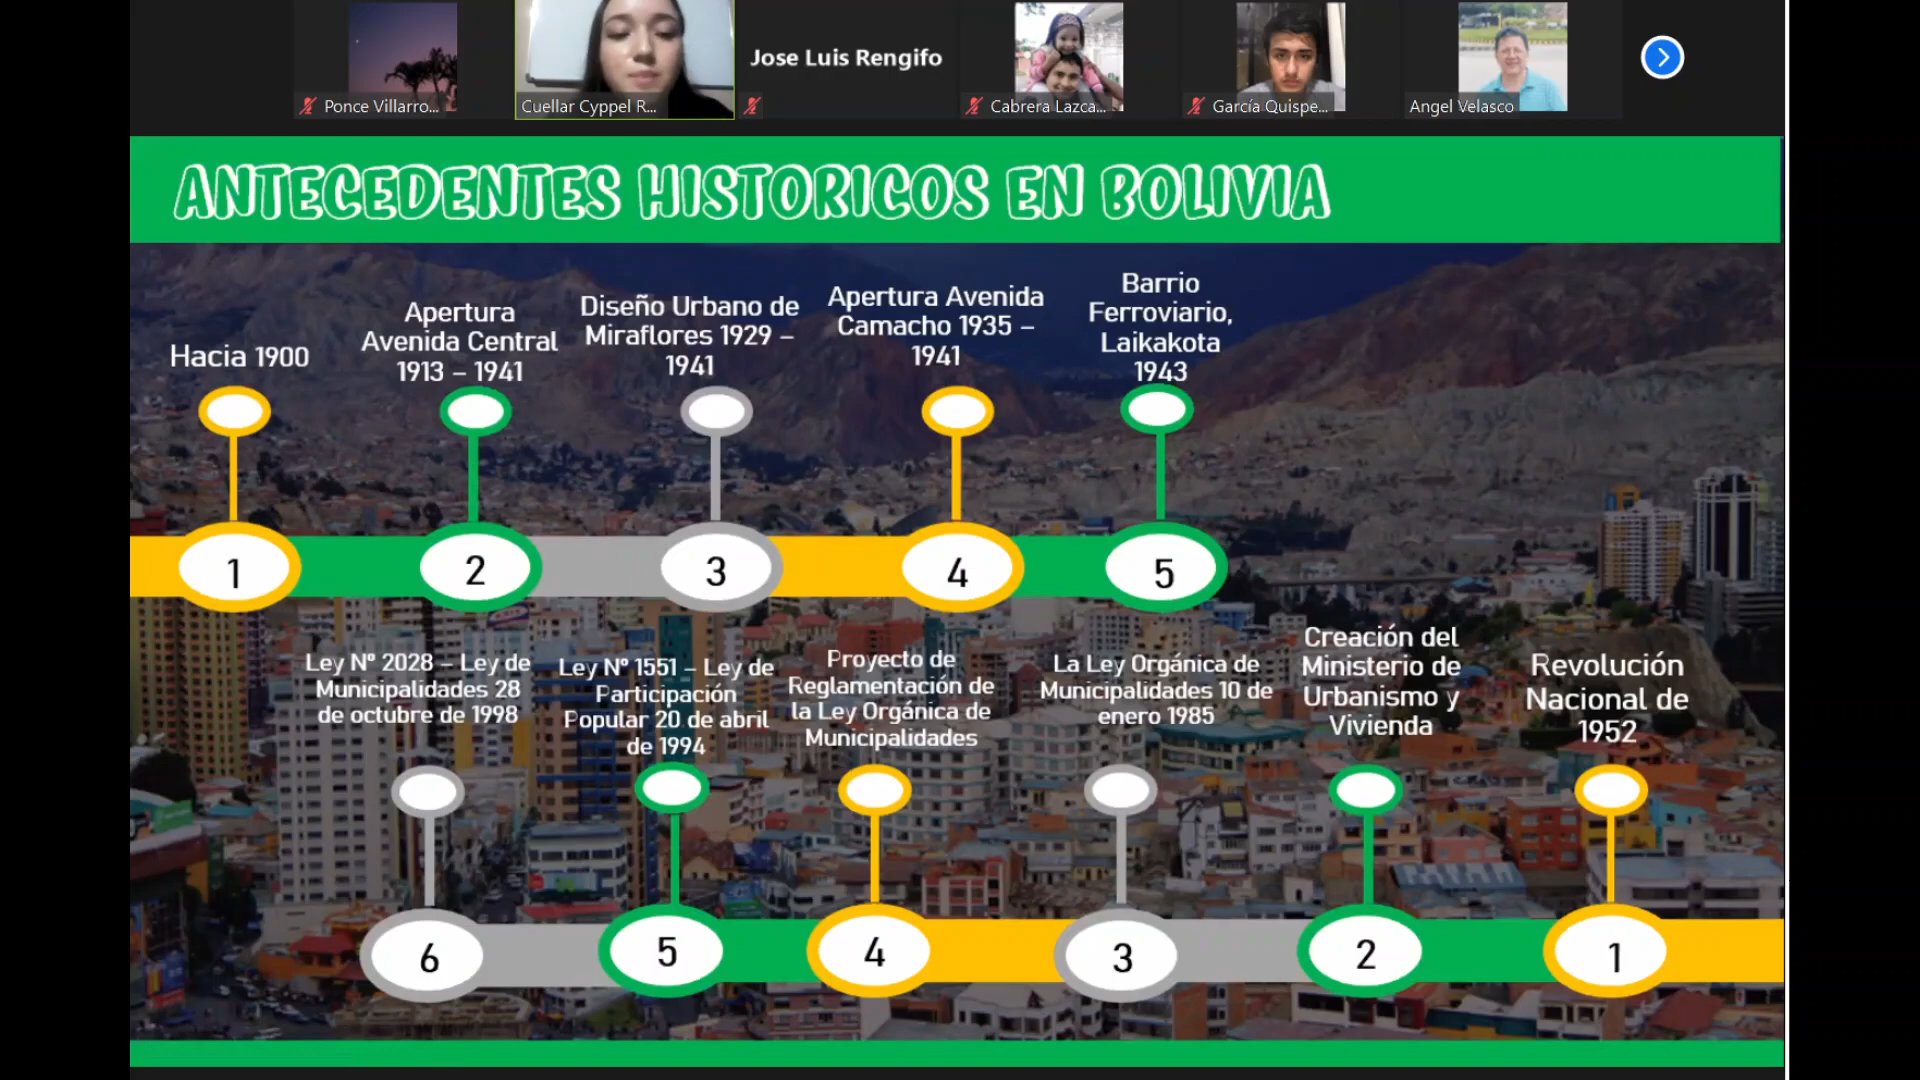 Ponce Villarro...
Cuellar Cyppel R...
Jose Luis Rengifo
Cabrera Lazca...
García Quispe...
Angel Velasco
ANTECEDENTES HISTORICOS EN BOLIVIA
Hacia 1900
Apertura
Avenida Central
1913 – 1941
Diseño Urbano de
Miraflores 1929 –
1941
Apertura Avenida
Camacho 1935 –
1941
Barrio
Ferroviario,
Laikakota
1943
1
2
3
4
5
Ley Nº 2028 – Ley de
Municipalidades 28
de octubre de 1998
Ley Nº 1551 – Ley de
Participación
Popular 20 de abril
de 1994
Proyecto de
Reglamentación de
la Ley Orgánica de
Municipalidades
La Ley Orgánica de
Municipalidades 10 de
enero 1985
Creación del
Ministerio de
Urbanismo y
Vivienda
Revolución
Nacional de
1952
6
5
4
3
2
1